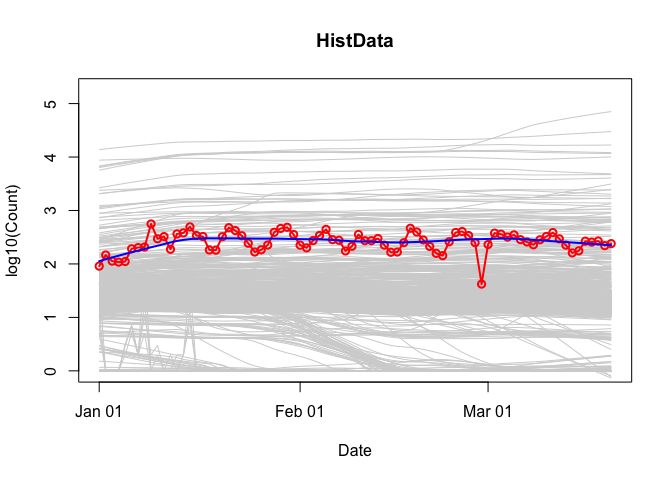 HistData
log10(Count)
5
4
3
2
1
0
Jan 01
Feb 01
Mar 01
Date